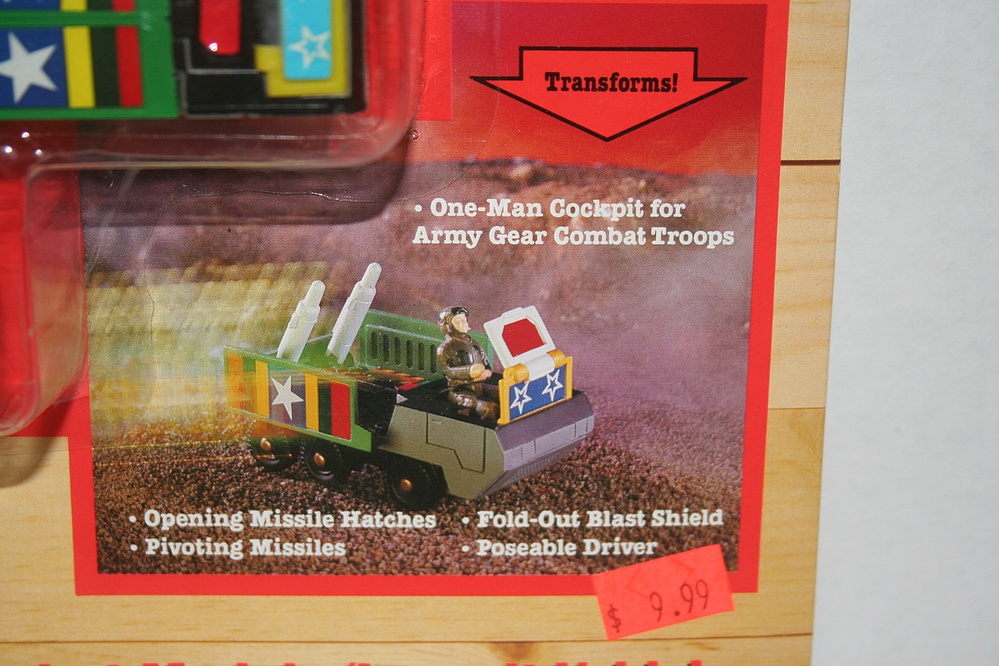 Transforms!
• One-Man Cockpit for
Army Gear Combat Troops
• Opening Missile Hatches
• Pivoting Missiles
• Fold-Out Blast Shield
• Poseable Driver
$ 9.99